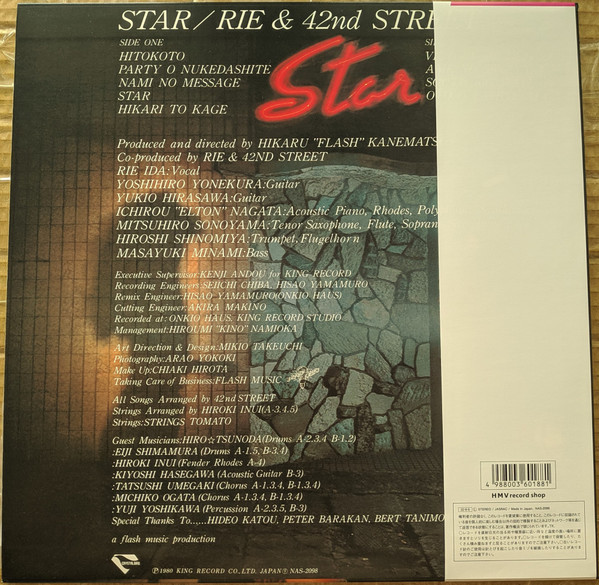 STAR/RIE & 42nd STRE
SIDE ONE
HITOKOTO
PARTY O NUKEDASHITE
NAMI NO MESSAGE
STAR
HIKARI TO KAGE
SI
V
A
SO
O
Star
Produced and directed by HIKARU "FLASH" KANEMATS
Co-produced by RIE & 42ND STREET
RIE IDA:Vocal
YOSHIHIRO YONEKURA:Guitar
YUKIO HIRASAWA:Guitar
ICHIROU "ELTON" NAGATA:Acoustic Piano, Rhodes, Poly
MITSUHIRO SONOYAMA:Tenor Saxophone, Flute, Sopran
HIROSHI SHINOMIYA:Trumpet, Flugelhorn
MASAYUKI MINAMI:Bass
Executive Supervisor:KENJI ANDOU for KING-RECORD
Recording Engineers:SEIICHI CHIBA, HISAO YAMAMURO
Remix Engineer:HISAO YAMAMURO(ONKIO HAUS)
Cutting Engineer:AKIRA MAKINO
Recorded at:ONKIO HAUS, KING RECORD STUDIO
Management:HIROUMI "KINO" NAMIOKA
Art Direction & Design:MIKIO TAKEUCHI
Photography:ARAO YOKOKI
Make Up:CHIAKI HIROTA
Taking Care of Business:FLASH MUSIC
All Songs Arranged by 42nd STREET
Strings Arranged by HIROKI INUI(A-3.4.5)
Strings:STRINGS TOMATO
Guest Musicians:HIRO☆TSUNODA(Drums A-2.3.4 B-1.2)
:EIJI SHIMAMURA (Drums A-1.5, B-3.4)
:HIROKI INUI(Fender Rhodes A-4)
:KIYOSHI HASEGAWA(Acoustic Guitar B-3)
:TATSUSHI UMEGAKI (Chorus A-1.3.4, B-1.3.4)
:MICHIKO OGATA (Chorus A-1.3.4, B-1.3.4)
:YUJI YOSHIKAWA (Percussion A-2.3.5, B-3)
Special Thanks To......HIDEO KATOU, PETER BARAKAN, BERT TANIMO
a flash music production
CRYSTAL
Ⓟ1980 KING RECORD CO., LTD. JAPAN Ⓣ NAS-2098
4 988003 601881
HMV record shop